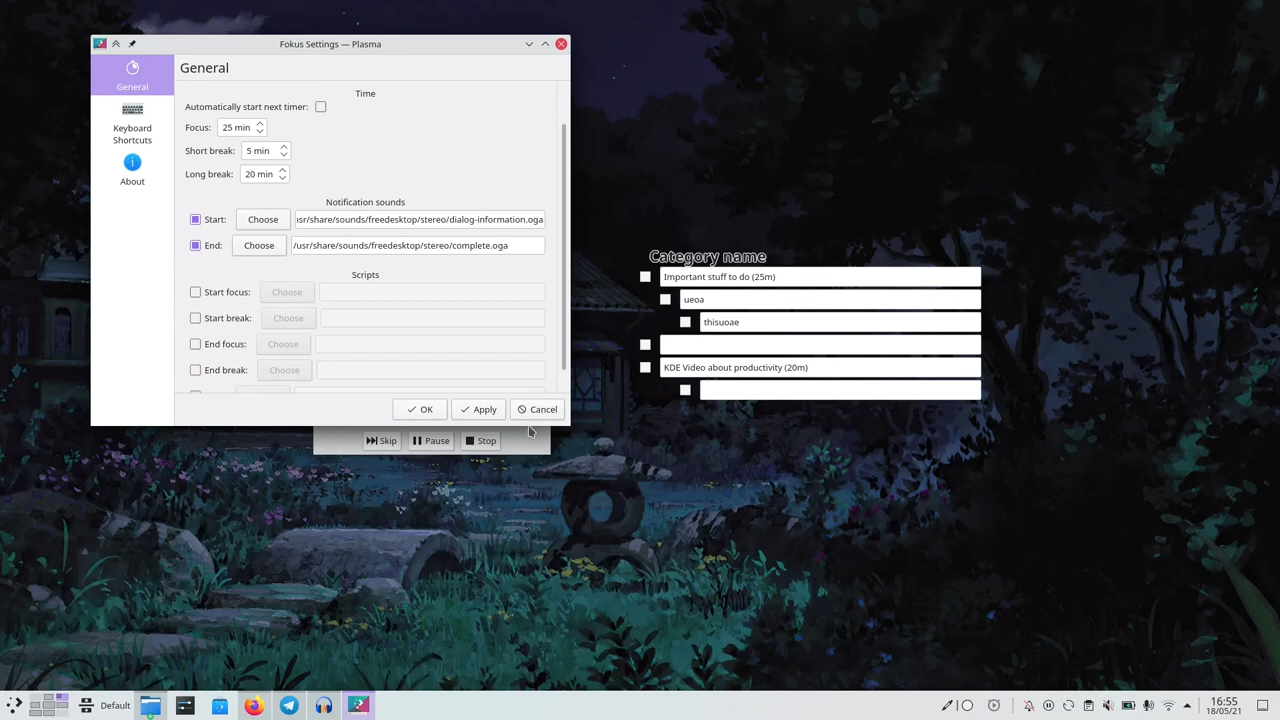 Fokus Settings — Plasma
General
General
Keyboard
Shortcuts
About
Time
Automatically start next timer:
Focus: 25 min
Short break: 5 min
Long break: 20 min
Notification sounds
Start: Choose usr/share/sounds/freedesktop/stereo/dialog-information.oga
End: Choose /usr/share/sounds/freedesktop/stereo/complete.oga
Scripts
Start focus: Choose
Start break: Choose
End focus: Choose
End break: Choose
OK Apply Cancel
Skip Pause Stop
Category name
Important stuff to do (25m)
ueoa
thisuoae
KDE Video about productivity (20m)
Default
16:55
18/05/21